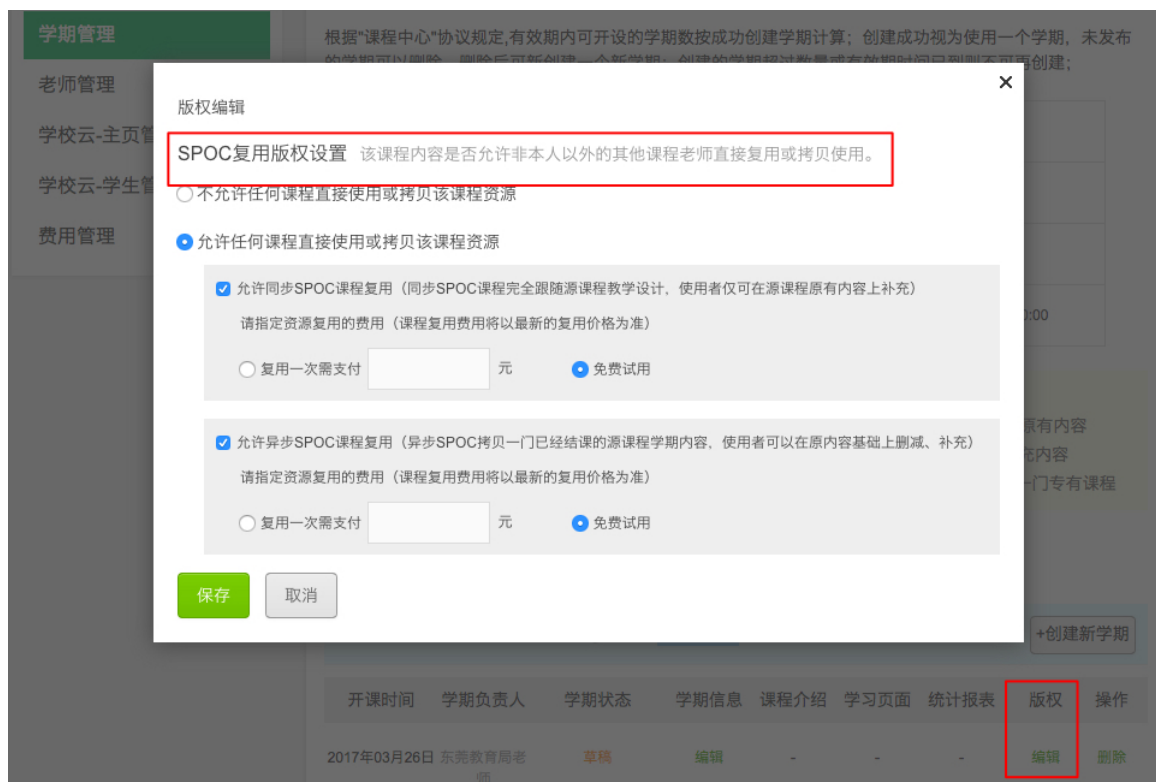 学期管理
根据"课程中心"协议规定,有效期内可开设的学期数按成功创建学期计算；创建成功视为使用一个学期，未发布
老师管理
再创建；
学校云-主页管
学校云-学生管
费用管理
×
版权编辑
SPOC复用版权设置 该课程内容是否允许非本人以外的其他课程老师直接复用或拷贝使用。
不允许任何课程直接使用或拷贝该课程资源
允许任何课程直接使用或拷贝该课程资源
允许同步SPOC课程复用（同步SPOC课程完全跟随源课程教学设计，使用者仅可在源课程原有内容上补充）
请指定资源复用的费用（课程复用费用将以最新的复用价格为准）
:00
复用一次需支付 元 免费试用
允许异步SPOC课程复用（异步SPOC拷贝一门已经结课的源课程学期内容，使用者可以在原内容基础上删减、补充）
请指定资源复用的费用（课程复用费用将以最新的复用价格为准）
复用一次需支付 元 免费试用
原有内容
充内容
一门专有课程
保存 取消
+创建新学期
开课时间 学期负责人 学期状态 学期信息 课程介绍 学习页面 统计报表 版权 操作
2017年03月26日 东莞教育局老师 草稿 编辑 - - - 编辑 删除